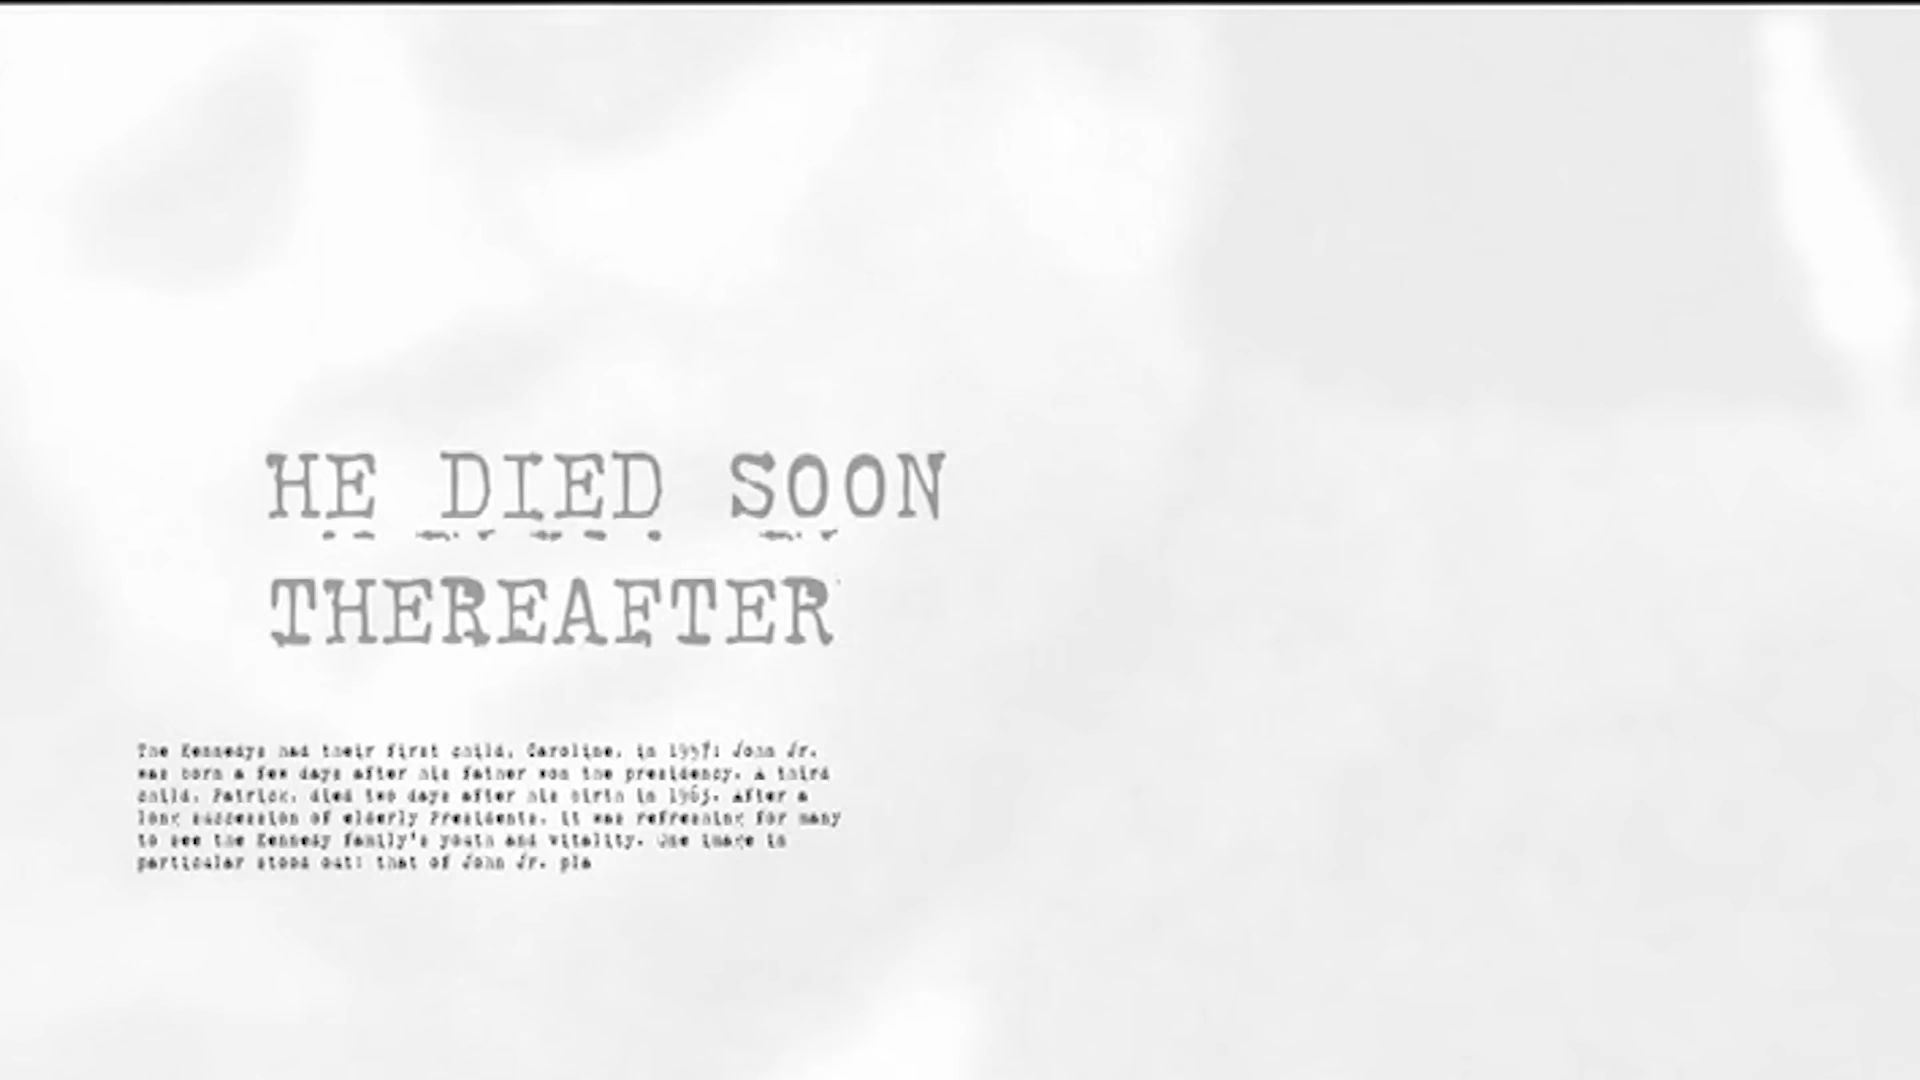 HE DIED SOON
THEREAFTER
The Kennedys had their first child, Caroline, in 1957; John Jr.
was born a few days after his father won the presidency. A third
child, Patrick, died two days after his birth in 1963. After a
long succession of elderly Presidents, it was refreshing for many
to see the Kennedy family's youth and vitality. One image in
particular stood out: that of John Jr. pla